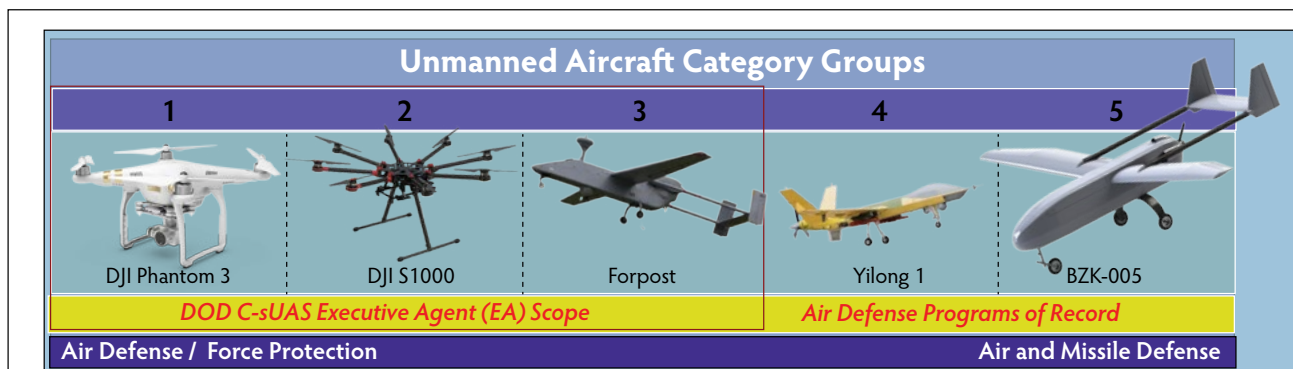 Unmanned Aircraft Category Groups
1 2 3 4 5
DJI Phantom 3 DJI S1000 Forpost Yilong 1 BZK-005
DOD C-sUAS Executive Agent (EA) Scope Air Defense Programs of Record
Air Defense / Force Protection Air and Missile Defense